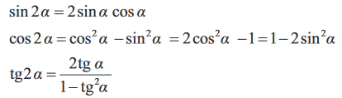 sin 2α = 2 sin α cos α
cos 2α = cos²α − sin²α = 2cos²α −1 = 1− 2sin²α
tg2α = 2tg α / 1− tg²α